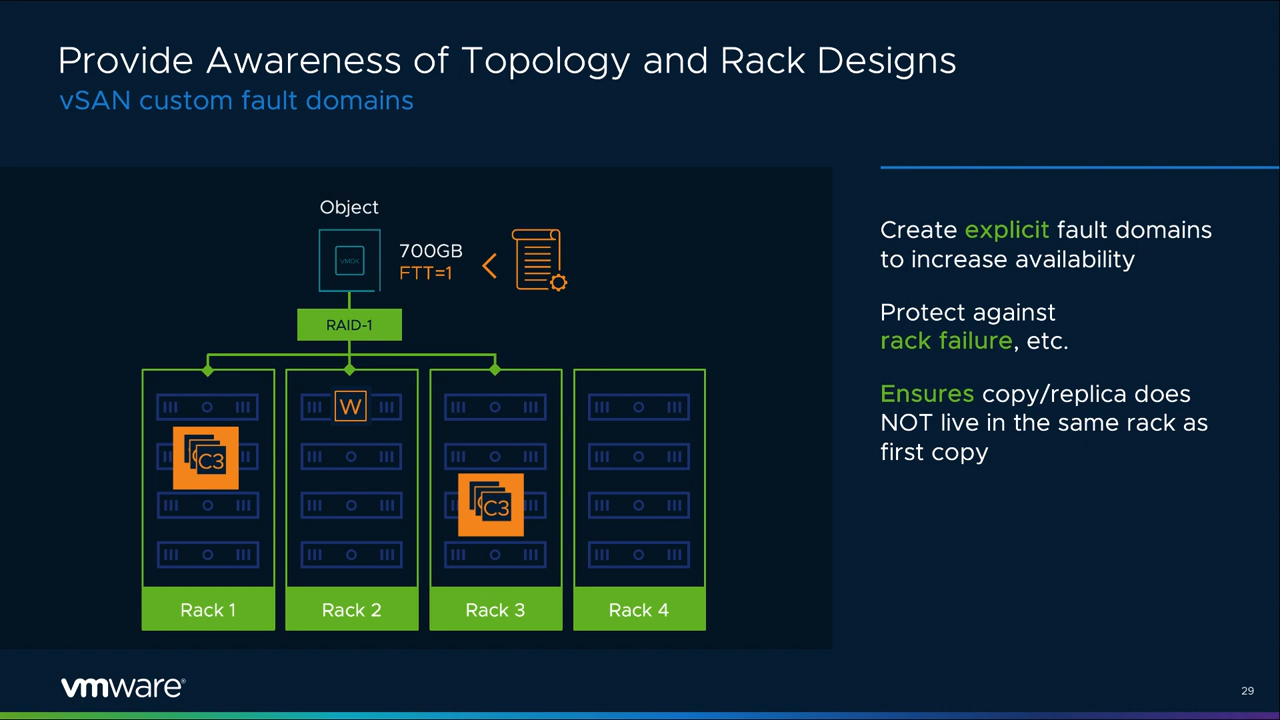 Provide Awareness of Topology and Rack Designs
vSAN custom fault domains
Object
VMDK
700GB
FTT=1
RAID-1
W
C3
C3
Rack 1
Rack 2
Rack 3
Rack 4
Create explicit fault domains
to increase availability
Protect against
rack failure, etc.
Ensures copy/replica does
NOT live in the same rack as
first copy
vmware®
29